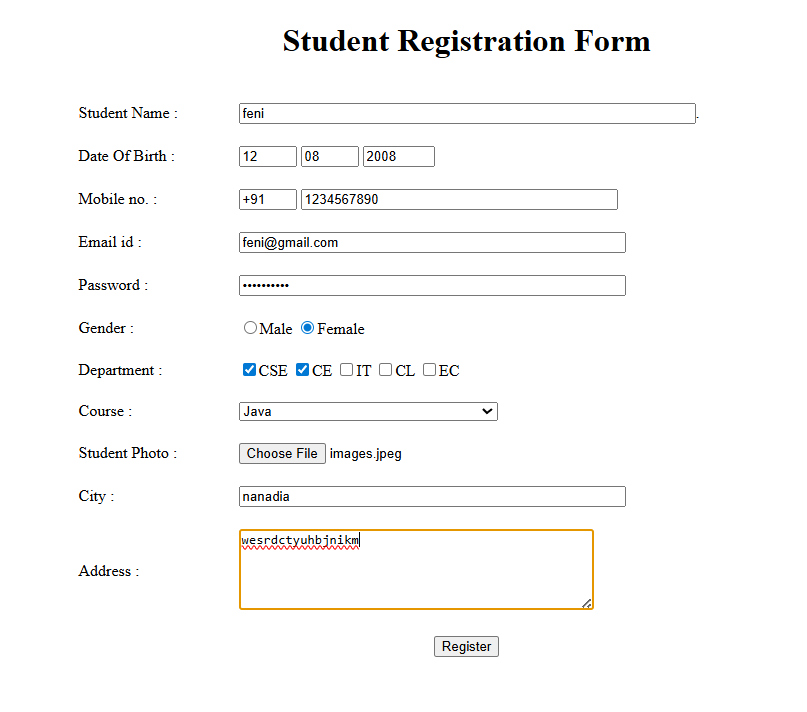 Student Registration Form
Student Name : feni .
Date Of Birth : 12 08 2008
Mobile no. : +91 1234567890
Email id : feni@gmail.com
Password : ••••••••••
Gender : Male Female
Department : CSE CE IT CL EC
Course : Java
Student Photo : Choose File images.jpeg
City : nanadia
wesrdctyuhbjnikm
Address :
Register